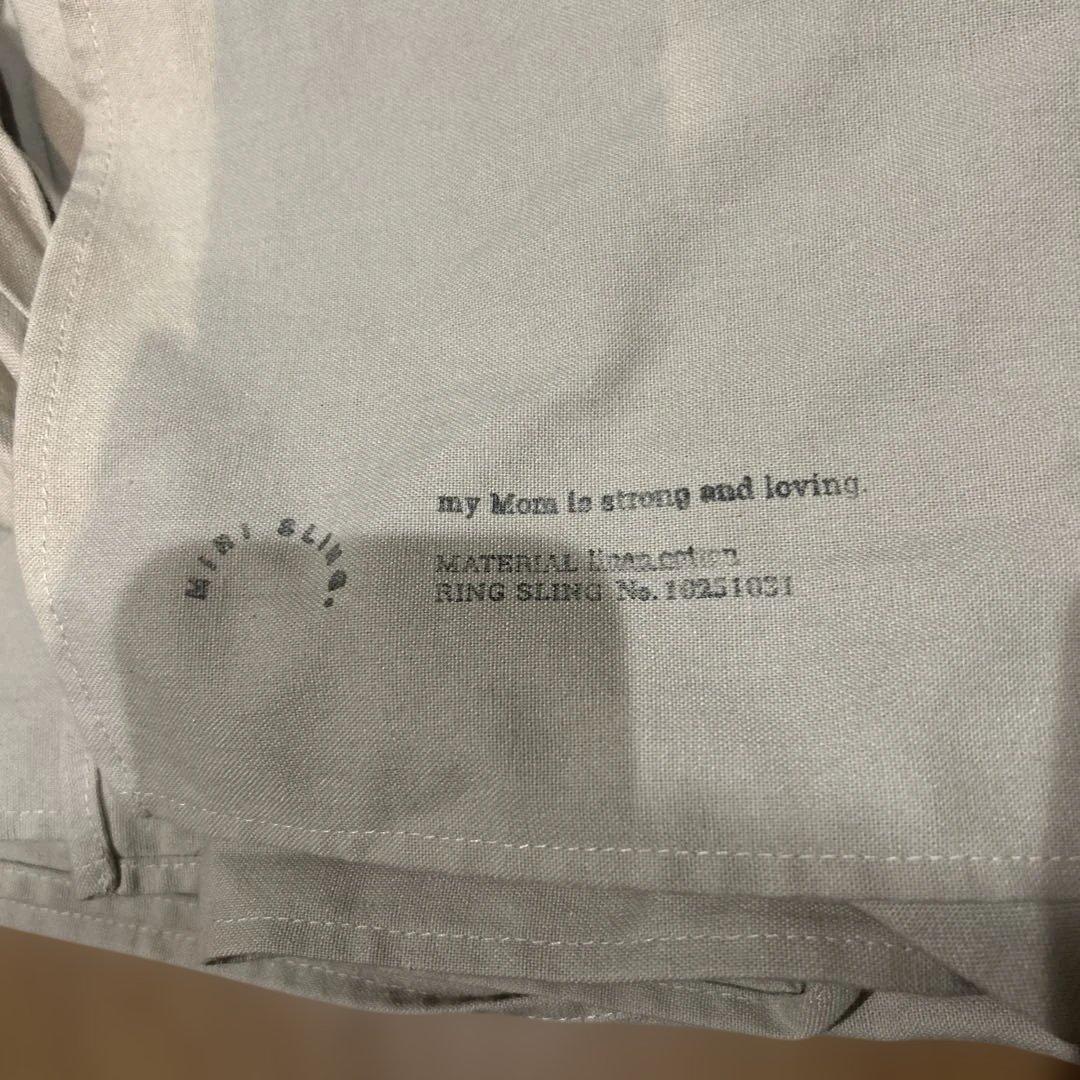 MINI SLING.
my Mom is strong and loving.
MATERIAL linen.cotton
RING SLING No.10251031